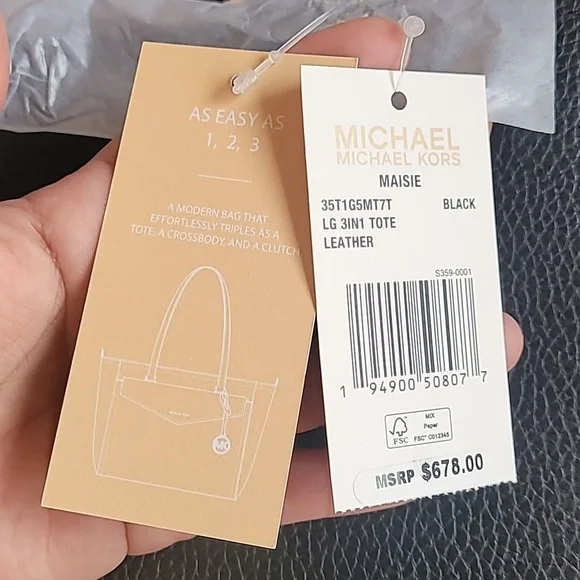 AS EASY AS
1, 2, 3
A MODERN BAG THAT
EFFORTLESSLY TRIPLES AS A
TOTE, A CROSSBODY, AND A CLUTCH
MICHAEL
MICHAEL KORS
MAISIE
35T1G5MT7T BLACK
LG 3IN1 TOTE
LEATHER
S359-0001
1 94900 50807 7
MIX
Paper
FSC
FSC® C012345
MSRP $678.00